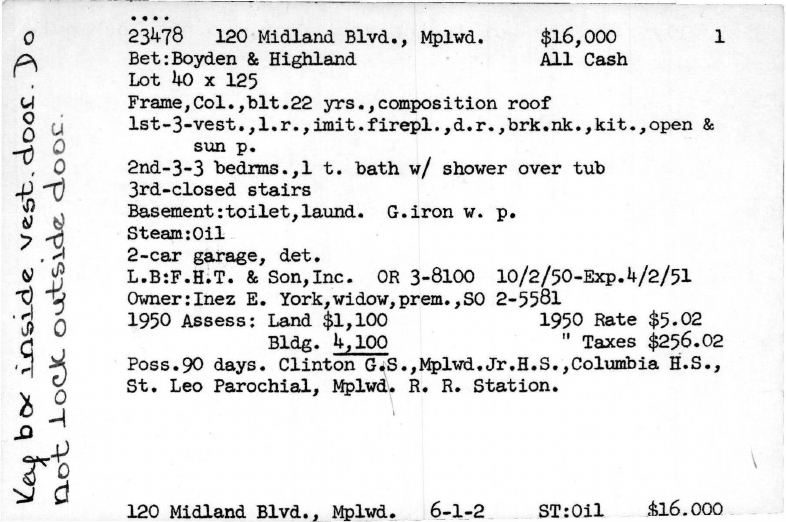 ....
23478 120 Midland Blvd., Mplwd. $16,000 1
Bet:Boyden & Highland All Cash
Lot 40 x 125
Frame,Col.,blt.22 yrs.,composition roof
1st-3-vest.,l.r.,imit.firepl.,d.r.,brk.nk.,kit.,open &
sun p.
2nd-3-3 bedrms.,1 t. bath w/ shower over tub
3rd-closed stairs
Basement:toilet,laund. G.iron w. p.
Steam:Oil
2-car garage, det.
L.B:F.H.T. & Son,Inc. OR 3-8100 10/2/50-Exp.4/2/51
Owner:Inez E. York,widow,prem.,SO 2-5581
1950 Assess: Land $1,100 1950 Rate $5.02
Bldg. 4,100 " Taxes $256.02
Poss.90 days. Clinton G.S.,Mplwd.Jr.H.S.,Columbia H.S.,
St. Leo Parochial, Mplwd. R. R. Station.
120 Midland Blvd., Mplwd. 6-1-2 ST:Oil $16.000
Key box inside vest. door. Do
not lock outside door.